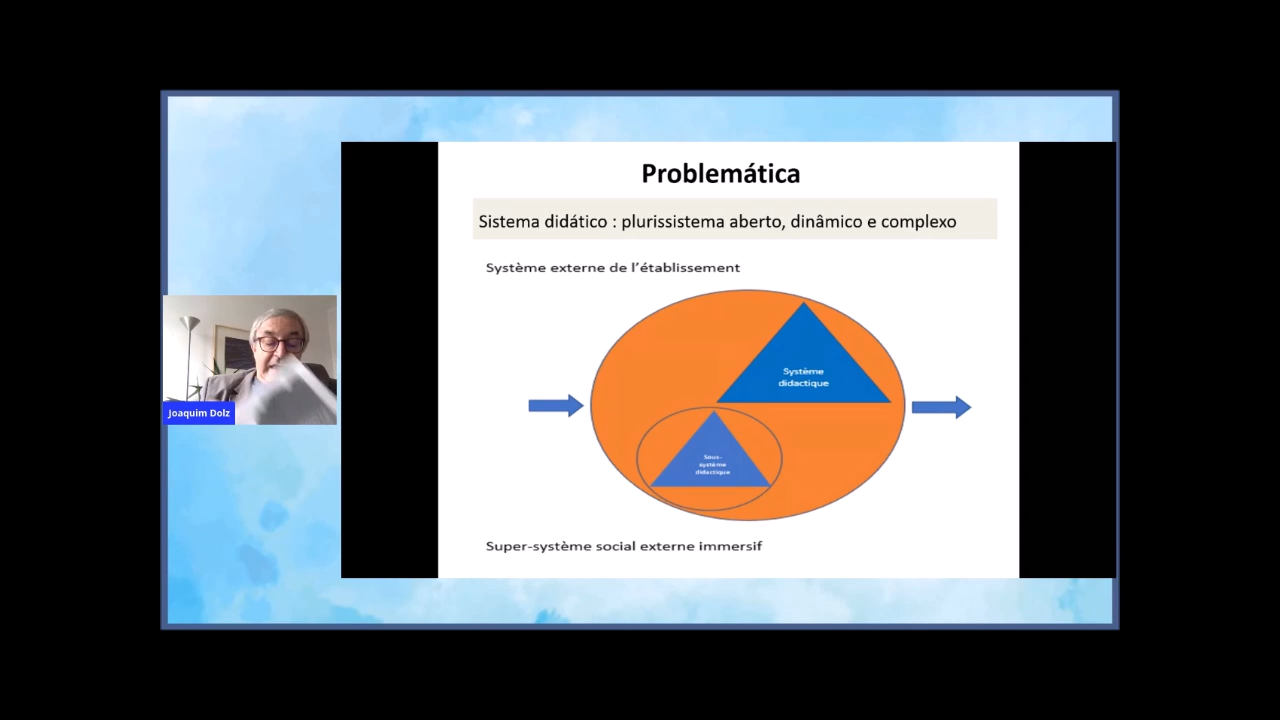 Problemática
Sistema didático : plurissistema aberto, dinâmico e complexo
Système externe de l'établissement
Système
didactique
Sous-
système
didactique
Joaquim Dolz
Super-système social externe immersif